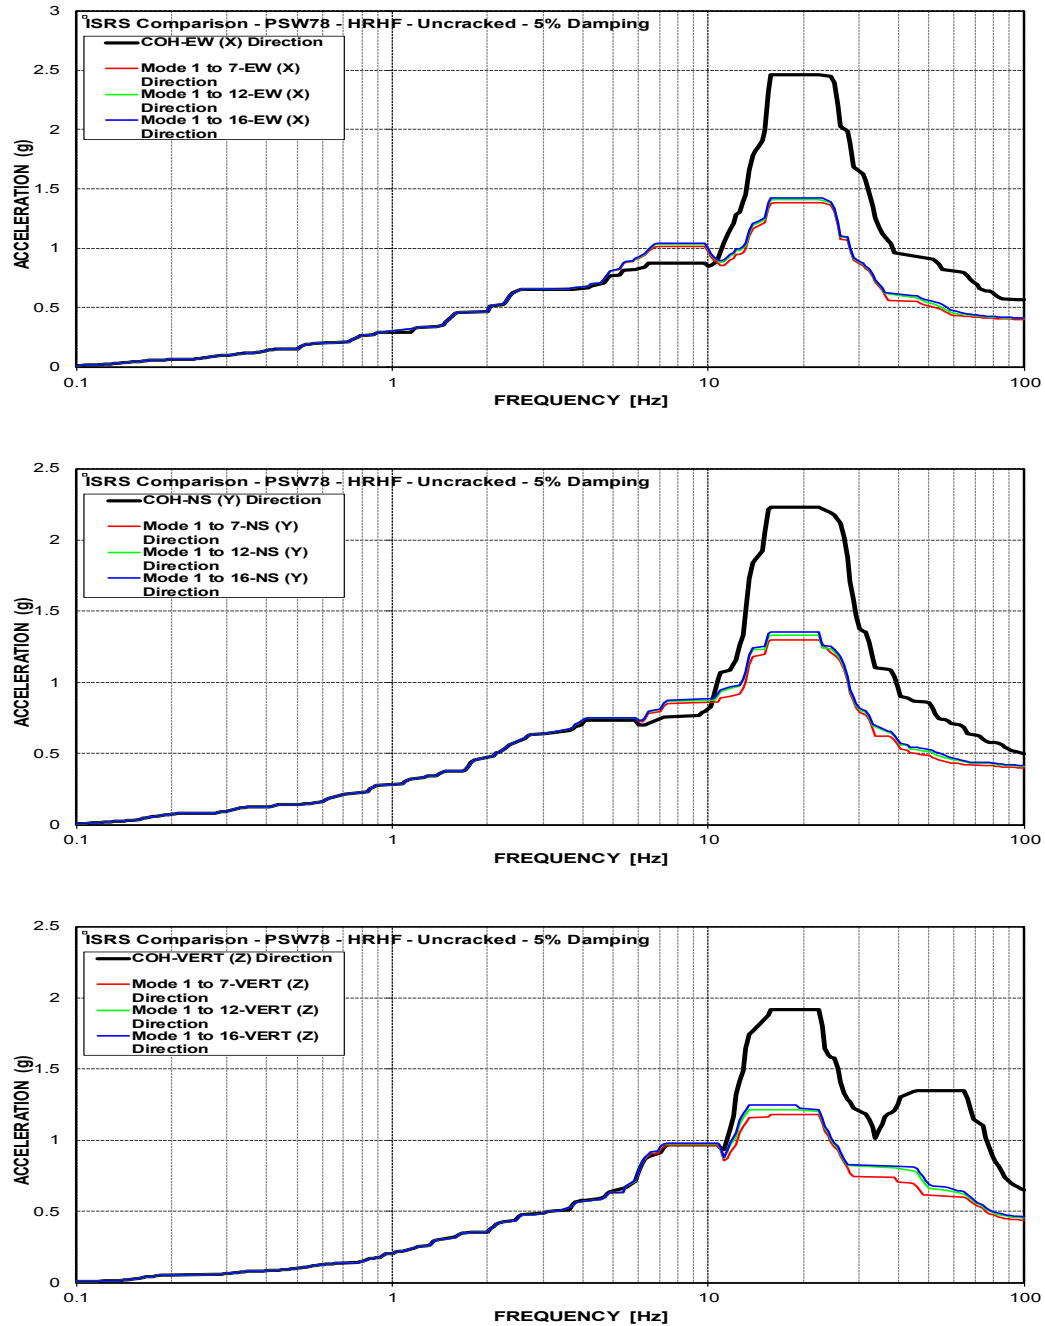 3
ISRS Comparison - PSW78 - HRHF - Uncracked - 5% Damping
COH-EW (X) Direction
2.5
Mode 1 to 7-EW (X)
Direction
Mode 1 to 12-EW (X)
Direction
Mode 1 to 16-EW (X)
Direction
2
1.5
1
0.5
0
ACCELERATION (g)
0.1
1
10
100
FREQUENCY [Hz]
2.5
ISRS Comparison - PSW78 - HRHF - Uncracked - 5% Damping
COH-NS (Y) Direction
Mode 1 to 7-NS (Y)
Direction
Mode 1 to 12-NS (Y)
Direction
Mode 1 to 16-NS (Y)
Direction
2
1.5
1
0.5
0
ACCELERATION (g)
0.1
1
10
100
FREQUENCY [Hz]
2.5
ISRS Comparison - PSW78 - HRHF - Uncracked - 5% Damping
COH-VERT (Z) Direction
Mode 1 to 7-VERT (Z)
Direction
Mode 1 to 12-VERT (Z)
Direction
Mode 1 to 16-VERT (Z)
Direction
2
1.5
1
0.5
0
ACCELERATION (g)
0.1
1
10
100
FREQUENCY [Hz]